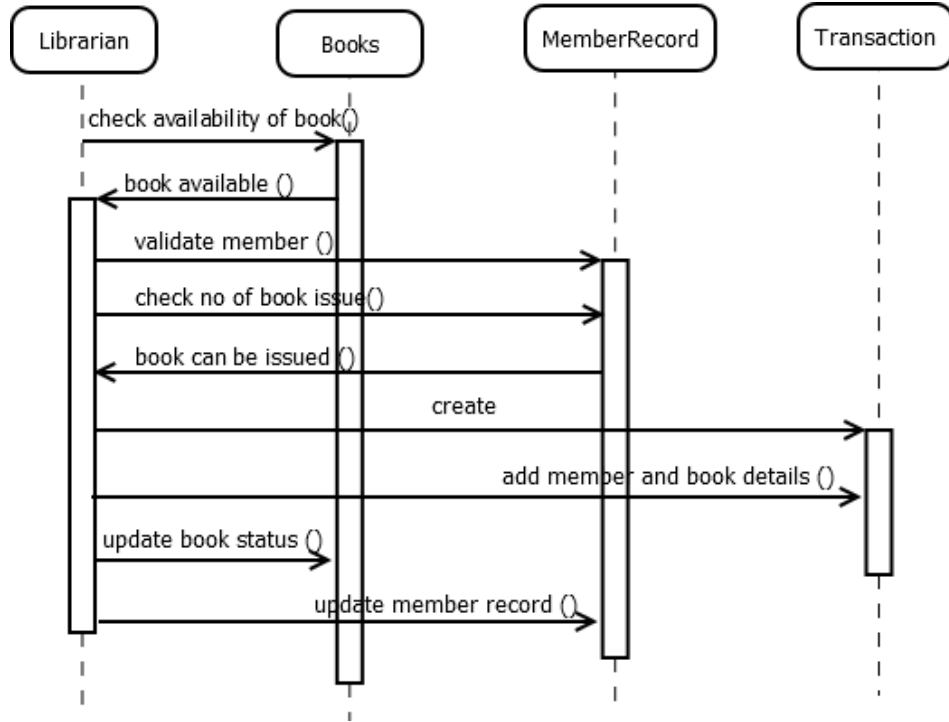 Librarian
Books
MemberRecord
Transaction
check availability of book()
book available ()
validate member ()
check no of book issue()
book can be issued ()
create
add member and book details ()
update book status ()
update member record ()